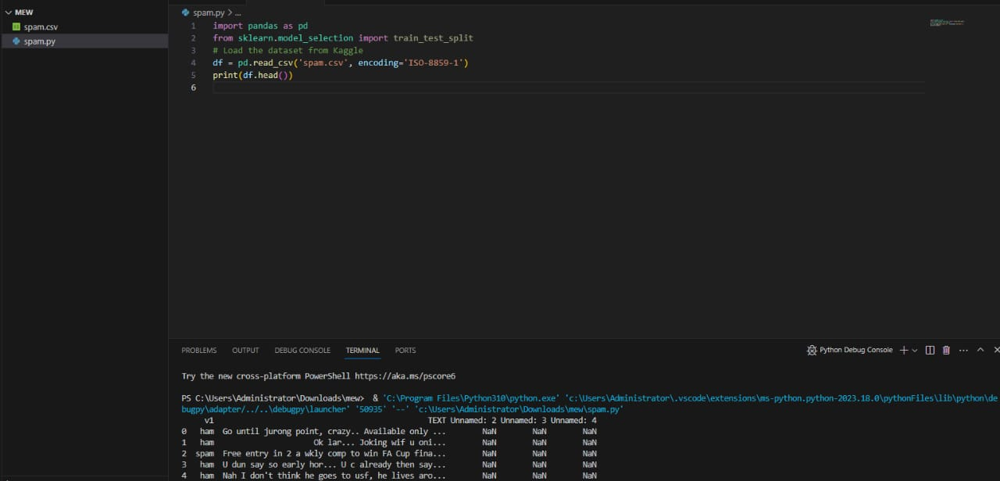 MEW
spam.csv
spam.py
spam.py > ...
1 import pandas as pd
2 from sklearn.model_selection import train_test_split
3 # Load the dataset from Kaggle
4 df = pd.read_csv('spam.csv', encoding='ISO-8859-1')
5 print(df.head())
6
PROBLEMS OUTPUT DEBUG CONSOLE TERMINAL PORTS Python Debug Console
Try the new cross-platform PowerShell https://aka.ms/pscore6
PS C:\Users\Administrator\Downloads\mew> & 'C:\Program Files\Python310\python.exe' 'c:\Users\Administrator\.vscode\extensions\ms-python.python-2023.18.0\pythonFiles\lib\python\de
bugpy\adapter/../..\debugpy\launcher' '50935' '--' 'c:\Users\Administrator\Downloads\mew\spam.py'
v1 TEXT Unnamed: 2 Unnamed: 3 Unnamed: 4
0 ham Go until jurong point, crazy.. Available only ... NaN NaN NaN
1 ham Ok lar... Joking wif u oni... NaN NaN NaN
2 spam Free entry in 2 a wkly comp to win FA Cup fina... NaN NaN NaN
3 ham U dun say so early hor... U c already then say... NaN NaN NaN
4 ham Nah I don't think he goes to usf, he lives aro... NaN NaN NaN